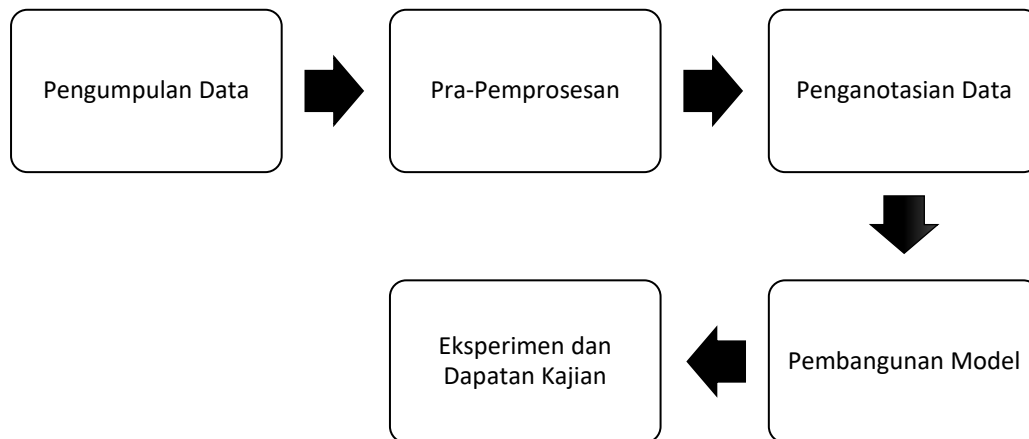 Pengumpulan Data
Pra-Pemprosesan
Penganotasian Data
Pembangunan Model
Eksperimen dan
Dapatan Kajian